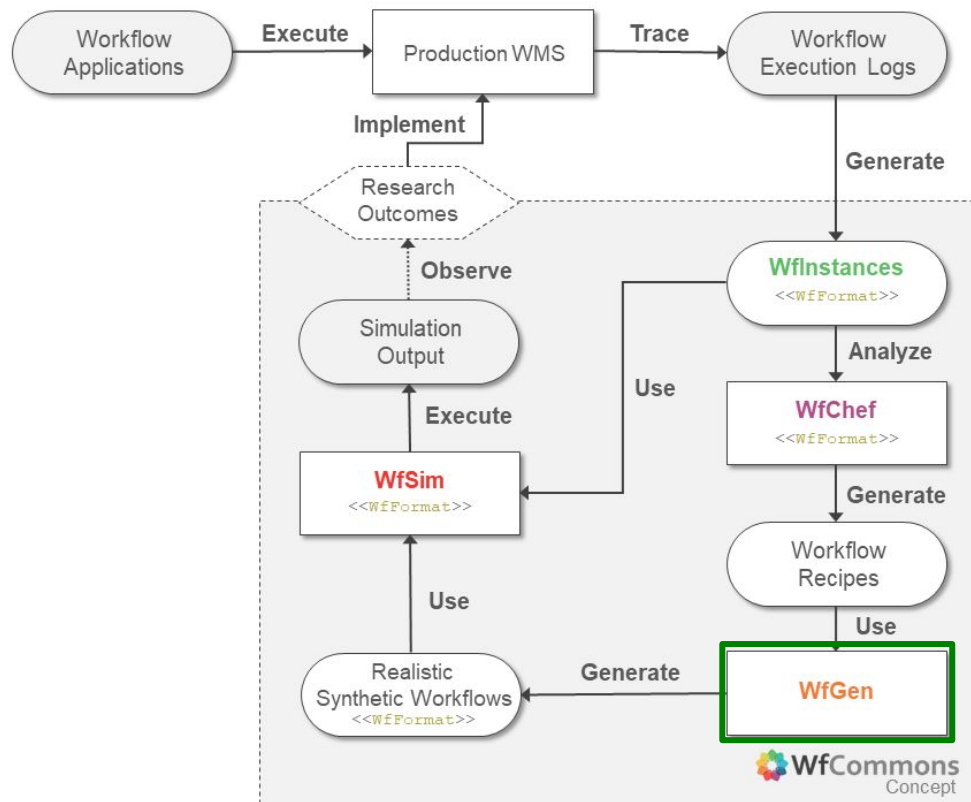 Workflow
Applications
Execute
Production WMS
Trace
Workflow
Execution Logs
Implement
Generate
Research
Outcomes
Observe
WfInstances
<<WfFormat>>
Simulation
Output
Analyze
Use
WfChef
<<WfFormat>>
Execute
WfSim
<<WfFormat>>
Generate
Workflow
Recipes
Use
Use
Realistic
Synthetic Workflows
<<WfFormat>>
Generate
WfGen
WfCommons
Concept